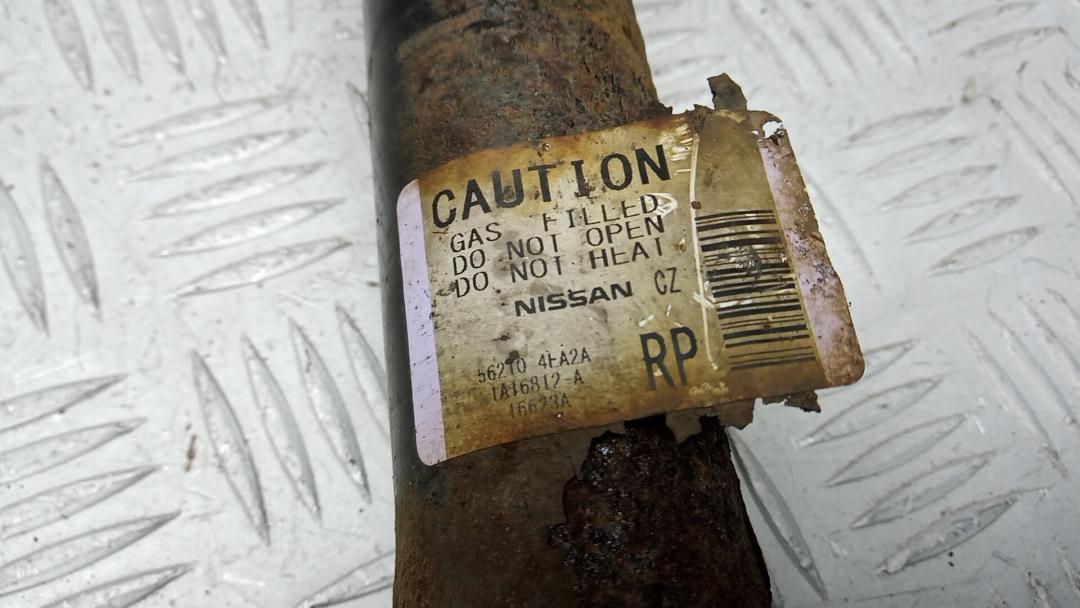 CAUTION
GAS FILLED
DO NOT OPEN
DO NOT HEAT
NISSAN CZ
RP
56210 4EA2A
1A16812-A
16623A